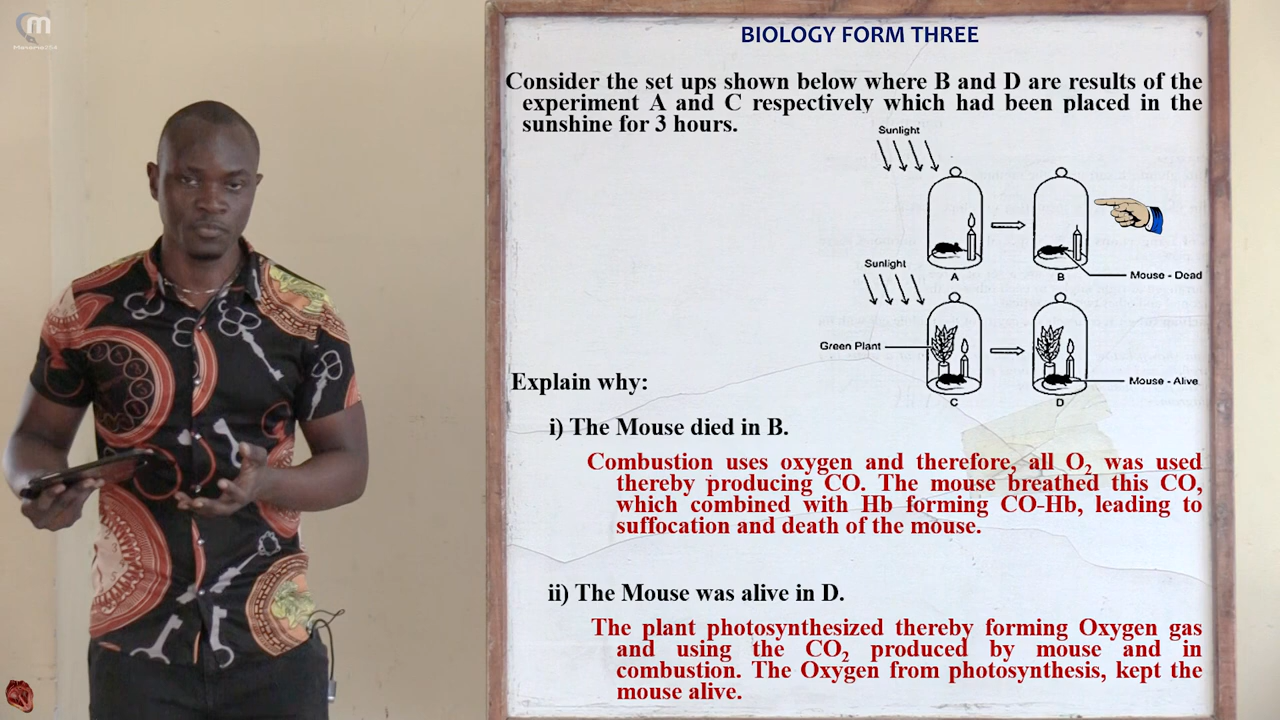 m
BIOLOGY FORM THREE
Consider the set ups shown below where B and D are results of the
experiment A and C respectively which had been placed in the
sunshine for 3 hours.
Sunlight
A
B
Mouse - Dead
Sunlight
Green Plant
Mouse - Alive
C
D
Explain why:
i) The Mouse died in B.
Combustion uses oxygen and therefore, all O₂ was used
thereby producing CO. The mouse breathed this CO,
which combined with Hb forming CO-Hb, leading to
suffocation and death of the mouse.
ii) The Mouse was alive in D.
The plant photosynthesized thereby forming Oxygen gas
and using the CO₂ produced by mouse and in
combustion. The Oxygen from photosynthesis, kept the
mouse alive.